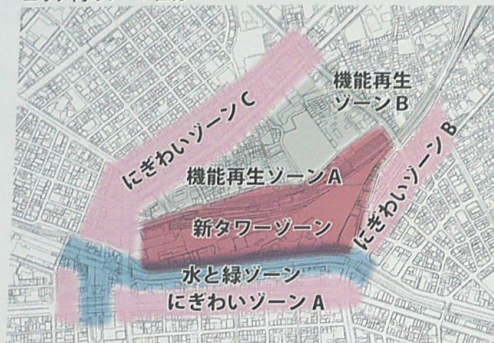 機能再生
ゾーンB
にぎわいゾーンC
機能再生ゾーンA
にぎわいゾーンB
新タワーゾーン
水と緑ゾーン
にぎわいゾーンA